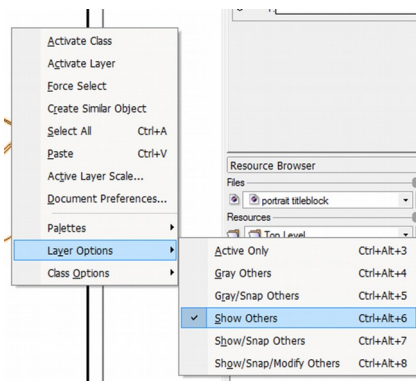 Activate Class
Activate Layer
Force Select
Create Similar Object
Select All Ctrl+A
Paste Ctrl+V
Active Layer Scale...
Document Preferences...
Palettes
Layer Options
Class Options
Resource Browser
Files
portrait titleblock
Resources
Top Level
Active Only Ctrl+Alt+3
Gray Others Ctrl+Alt+4
Gray/Snap Others Ctrl+Alt+5
Show Others Ctrl+Alt+6
Show/Snap Others Ctrl+Alt+7
Show/Snap/Modify Others Ctrl+Alt+8